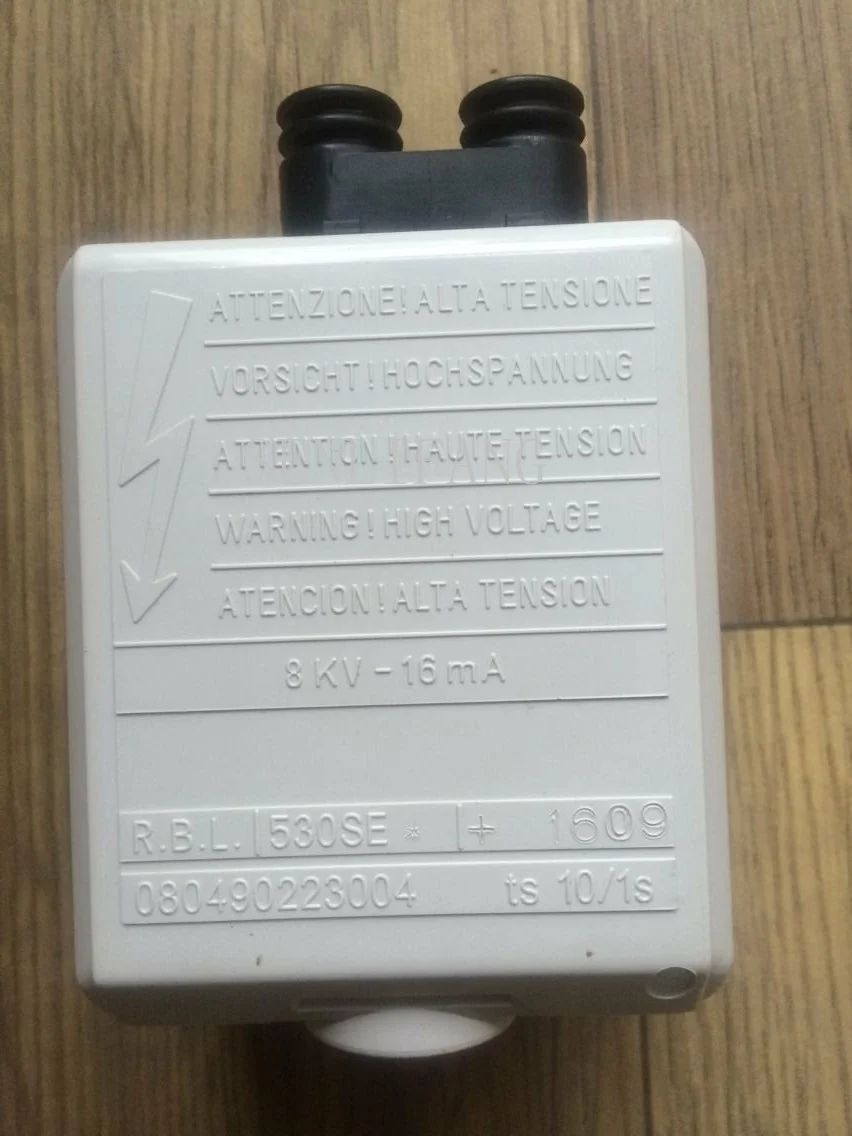 ATTENZIONE! ALTA TENSIONE
VORSICHT! HOCHSPANNUNG
ATTENTION! HAUTE TENSION
WARNING! HIGH VOLTAGE
ATENCION! ALTA TENSION
8 KV - 16 mA
R.B.L. 530SE * + 1609
080490223004 ts 10/1s